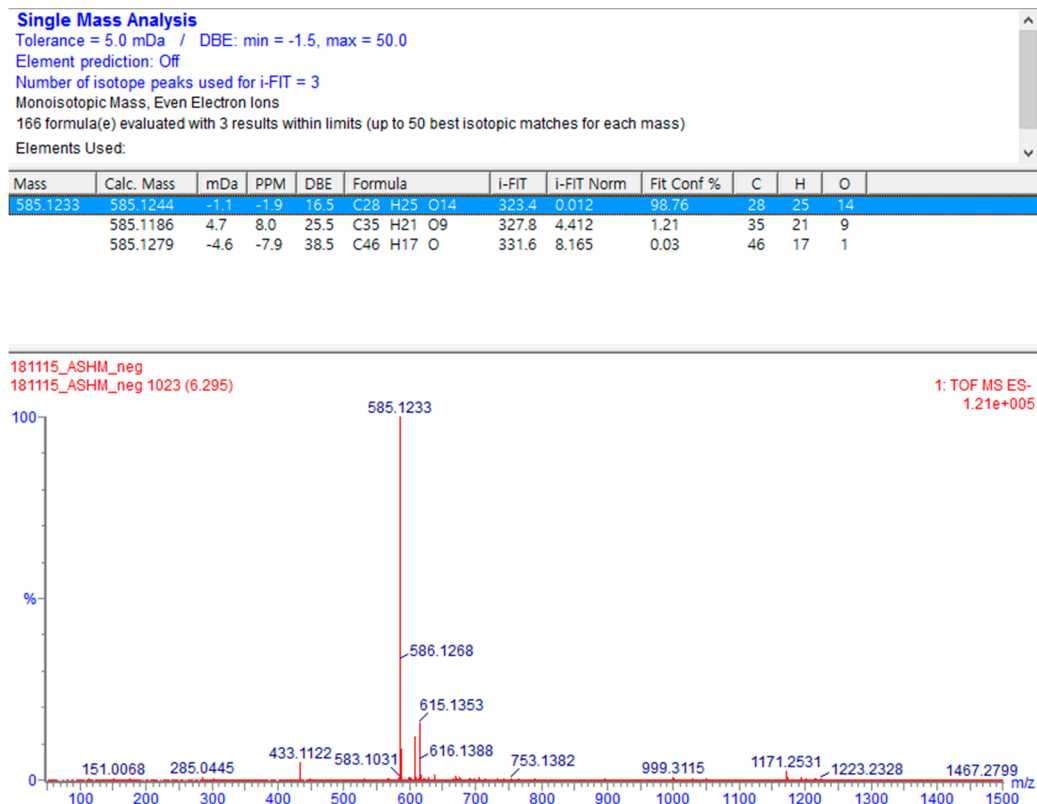 Single Mass Analysis
Tolerance = 5.0 mDa / DBE: min = -1.5, max = 50.0
Element prediction: Off
Number of isotope peaks used for i-FIT = 3
Monoisotopic Mass, Even Electron Ions
166 formula(e) evaluated with 3 results within limits (up to 50 best isotopic matches for each mass)
Elements Used:
Mass Calc. Mass mDa PPM DBE Formula i-FIT i-FIT Norm Fit Conf % C H O
585.1233 585.1244 -1.1 -1.9 16.5 C28 H25 O14 323.4 0.012 98.76 28 25 14
585.1186 4.7 8.0 25.5 C35 H21 O9 327.8 4.412 1.21 35 21 9
585.1279 -4.6 -7.9 38.5 C46 H17 O 331.6 8.165 0.03 46 17 1
181115_ASHM_neg
181115_ASHM_neg 1023 (6.295)
1: TOF MS ES-
1.21e+005
585.1233
100
%
586.1268
615.1353
433.1122
583.1031
616.1388
753.1382
151.0068
285.0445
999.3115
1171.2531
1223.2328
1467.2799
0
m/z
100 200 300 400 500 600 700 800 900 1000 1100 1200 1300 1400 1500